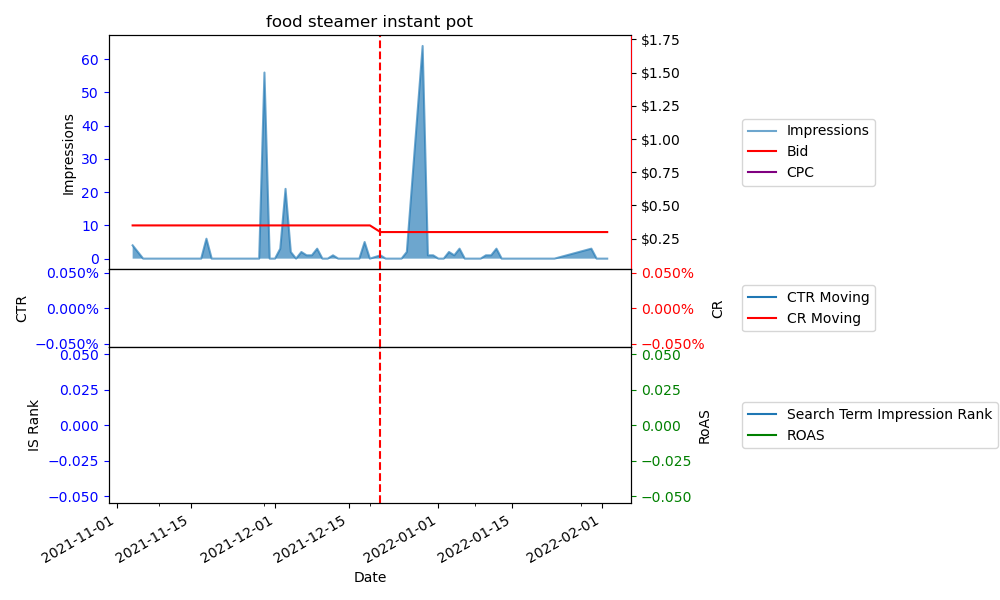 food steamer instant pot
Impressions
60
50
40
30
20
10
0
$1.75
$1.50
$1.25
$1.00
$0.75
$0.50
$0.25
Impressions
Bid
CPC
CTR
0.050%
0.000%
−0.050%
0.050%
0.000%
−0.050%
CR
CTR Moving
CR Moving
IS Rank
0.050
0.025
0.000
−0.025
−0.050
0.050
0.025
0.000
−0.025
−0.050
RoAS
Search Term Impression Rank
ROAS
2021-11-01
2021-11-15
2021-12-01
2021-12-15
2022-01-01
2022-01-15
2022-02-01
Date